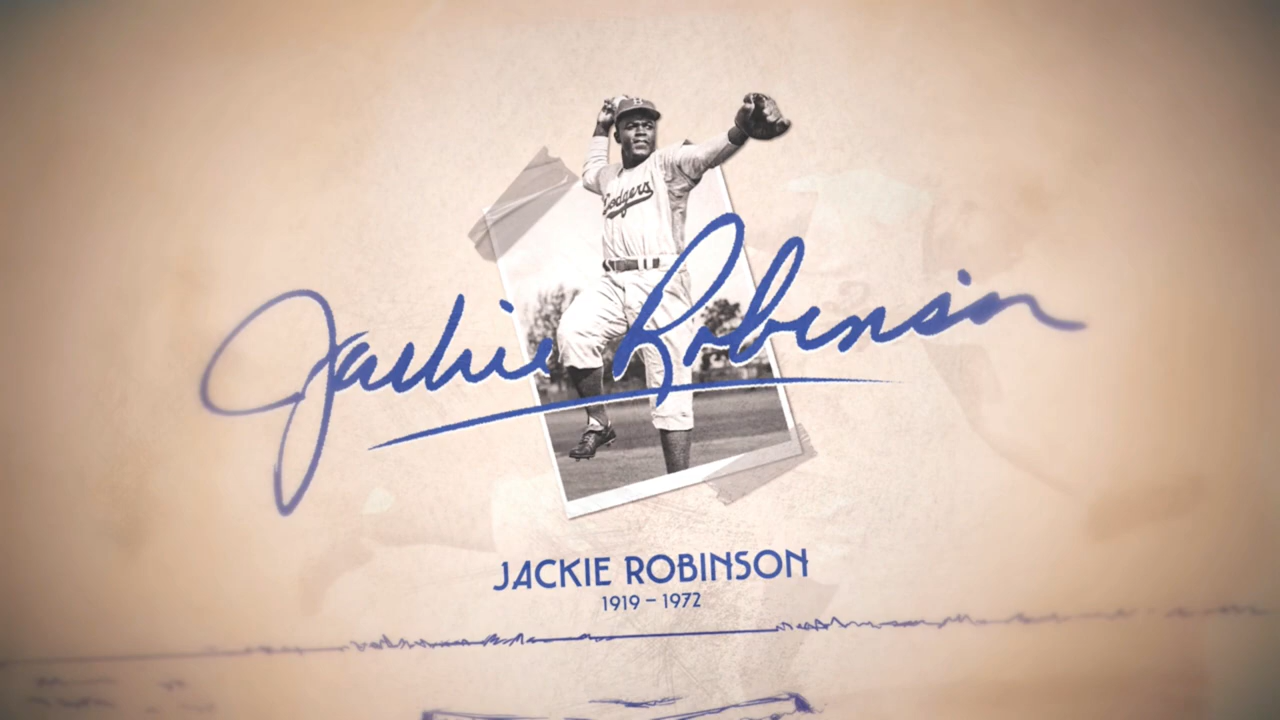 B
Dodgers
Jackie Robinson
JACKIE ROBINSON
1919 – 1972